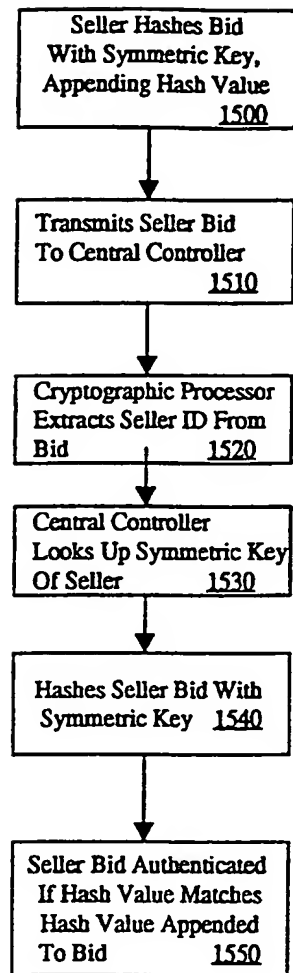 Seller Hashes Bid
With Symmetric Key,
Appending Hash Value
1500
Transmits Seller Bid
To Central Controller
1510
Cryptographic Processor
Extracts Seller ID From
Bid 1520
Central Controller
Looks Up Symmetric Key
Of Seller 1530
Hashes Seller Bid With
Symmetric Key 1540
Seller Bid Authenticated
If Hash Value Matches
Hash Value Appended
To Bid 1550